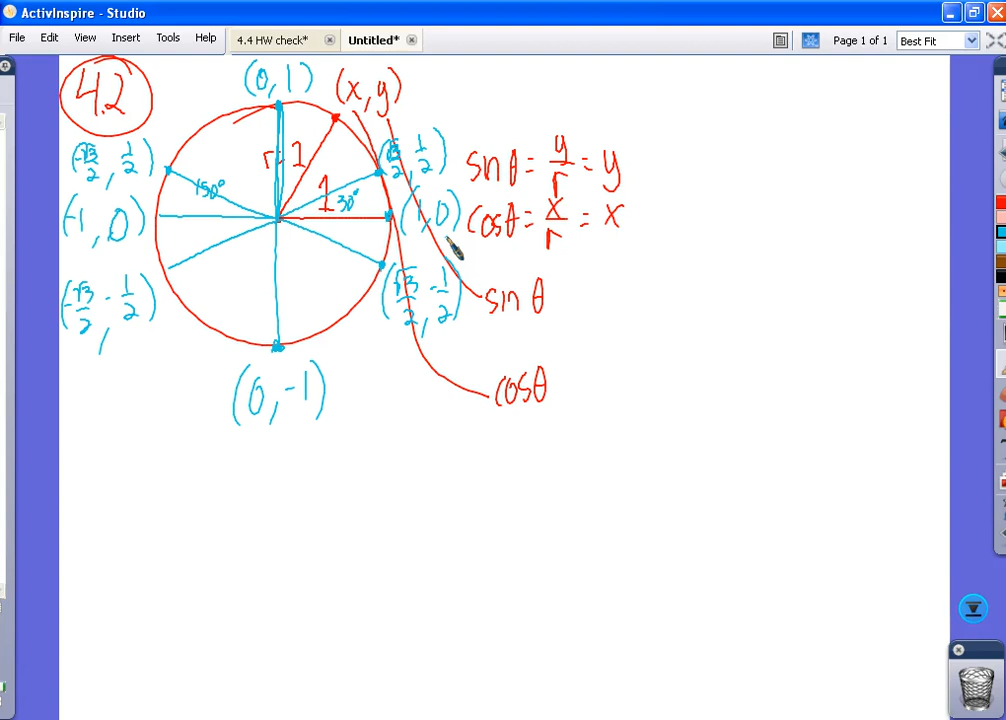 ActivInspire - Studio
File Edit View Insert Tools Help
4.4 HW check*
Untitled*
Page 1 of 1
Best Fit
4.2
(0, 1)
(x, y)
(-√3/2, 1/2)
150°
r=1
(√3/2, 1/2)
sin θ = y/r = y
(-1, 0)
1
30°
(1, 0)
cos θ = x/r = x
(-√3/2, -1/2)
(√3/2, -1/2)
sin θ
(0, -1)
cos θ